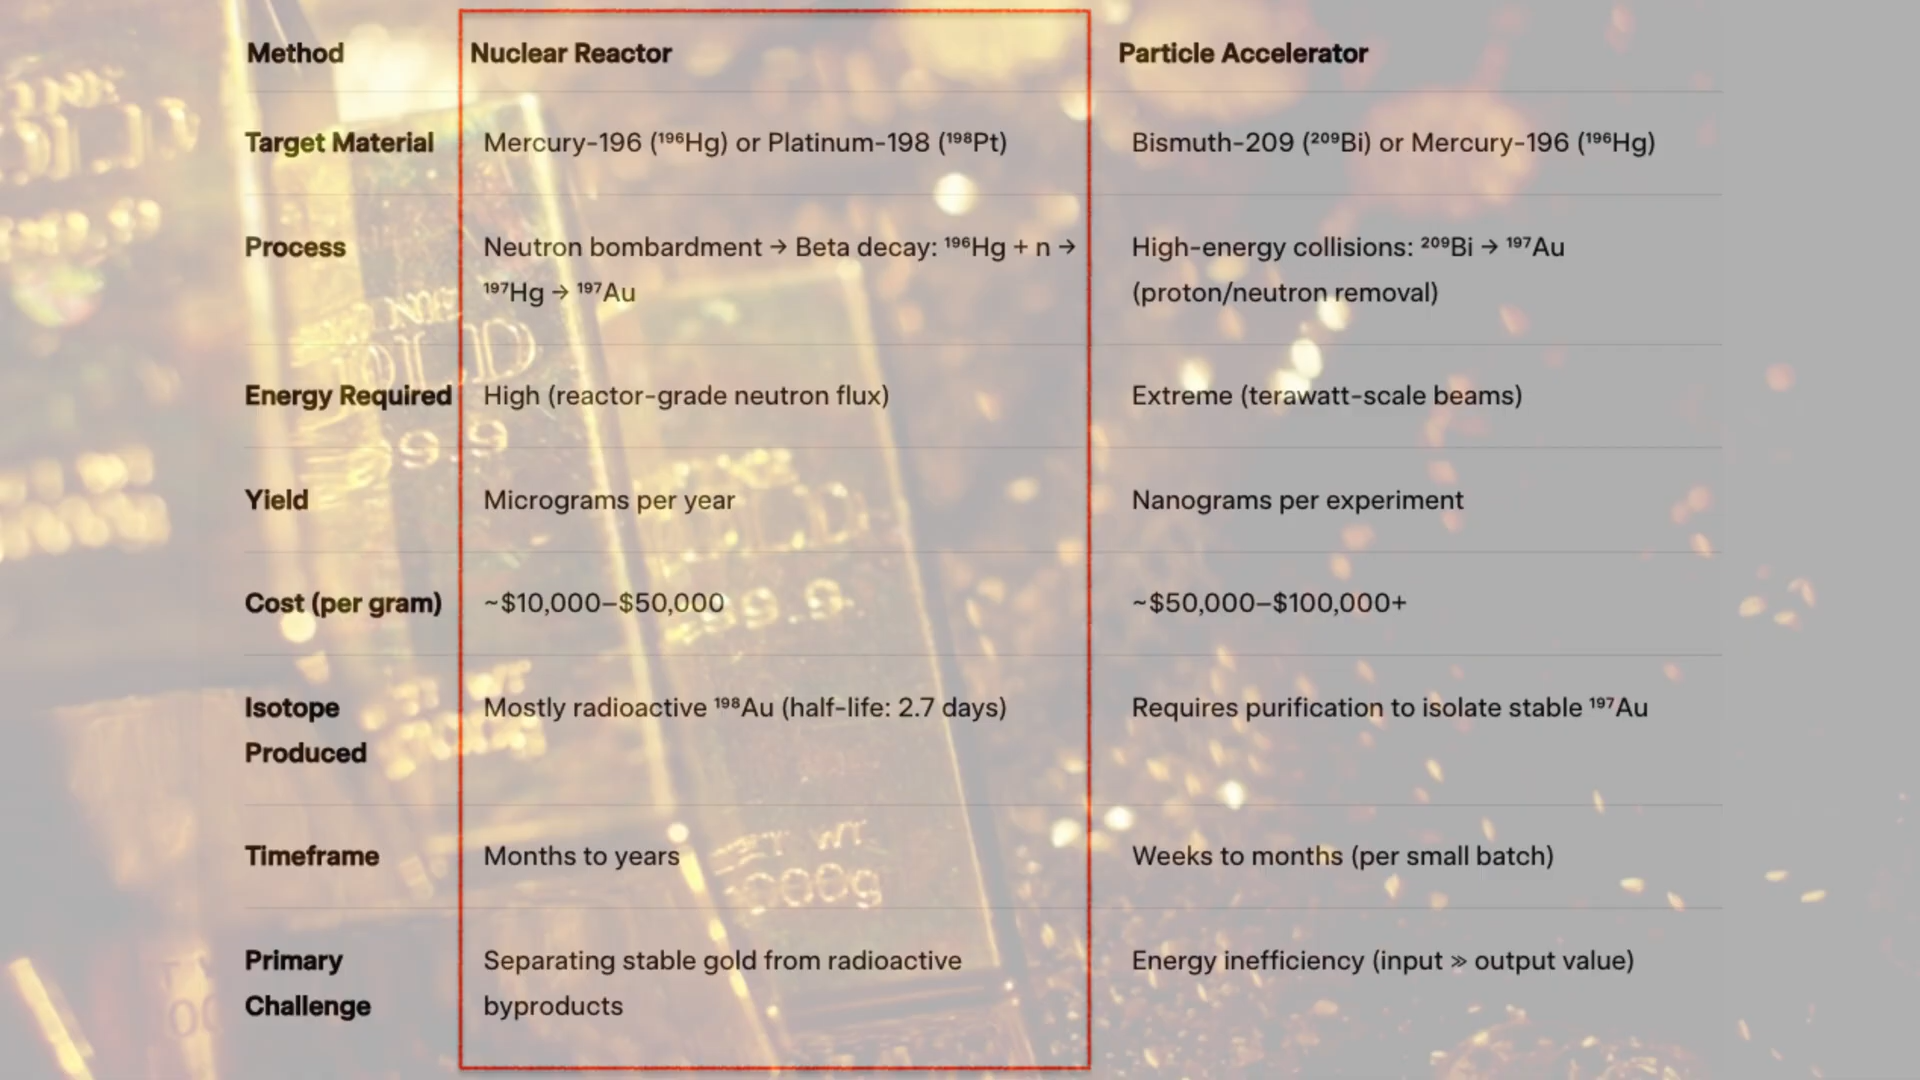 Method Nuclear Reactor Particle Accelerator
Target Material Mercury-196 (¹⁹⁶Hg) or Platinum-198 (¹⁹⁸Pt) Bismuth-209 (²⁰⁹Bi) or Mercury-196 (¹⁹⁶Hg)
Process Neutron bombardment → Beta decay: ¹⁹⁶Hg + n → High-energy collisions: ²⁰⁹Bi → ¹⁹⁷Au
¹⁹⁷Hg → ¹⁹⁷Au (proton/neutron removal)
Energy Required High (reactor-grade neutron flux) Extreme (terawatt-scale beams)
Yield Micrograms per year Nanograms per experiment
Cost (per gram) ~$10,000–$50,000 ~$50,000–$100,000+
Isotope Mostly radioactive ¹⁹⁸Au (half-life: 2.7 days) Requires purification to isolate stable ¹⁹⁷Au
Produced
Timeframe Months to years Weeks to months (per small batch)
Primary Separating stable gold from radioactive Energy inefficiency (input ≫ output value)
Challenge byproducts